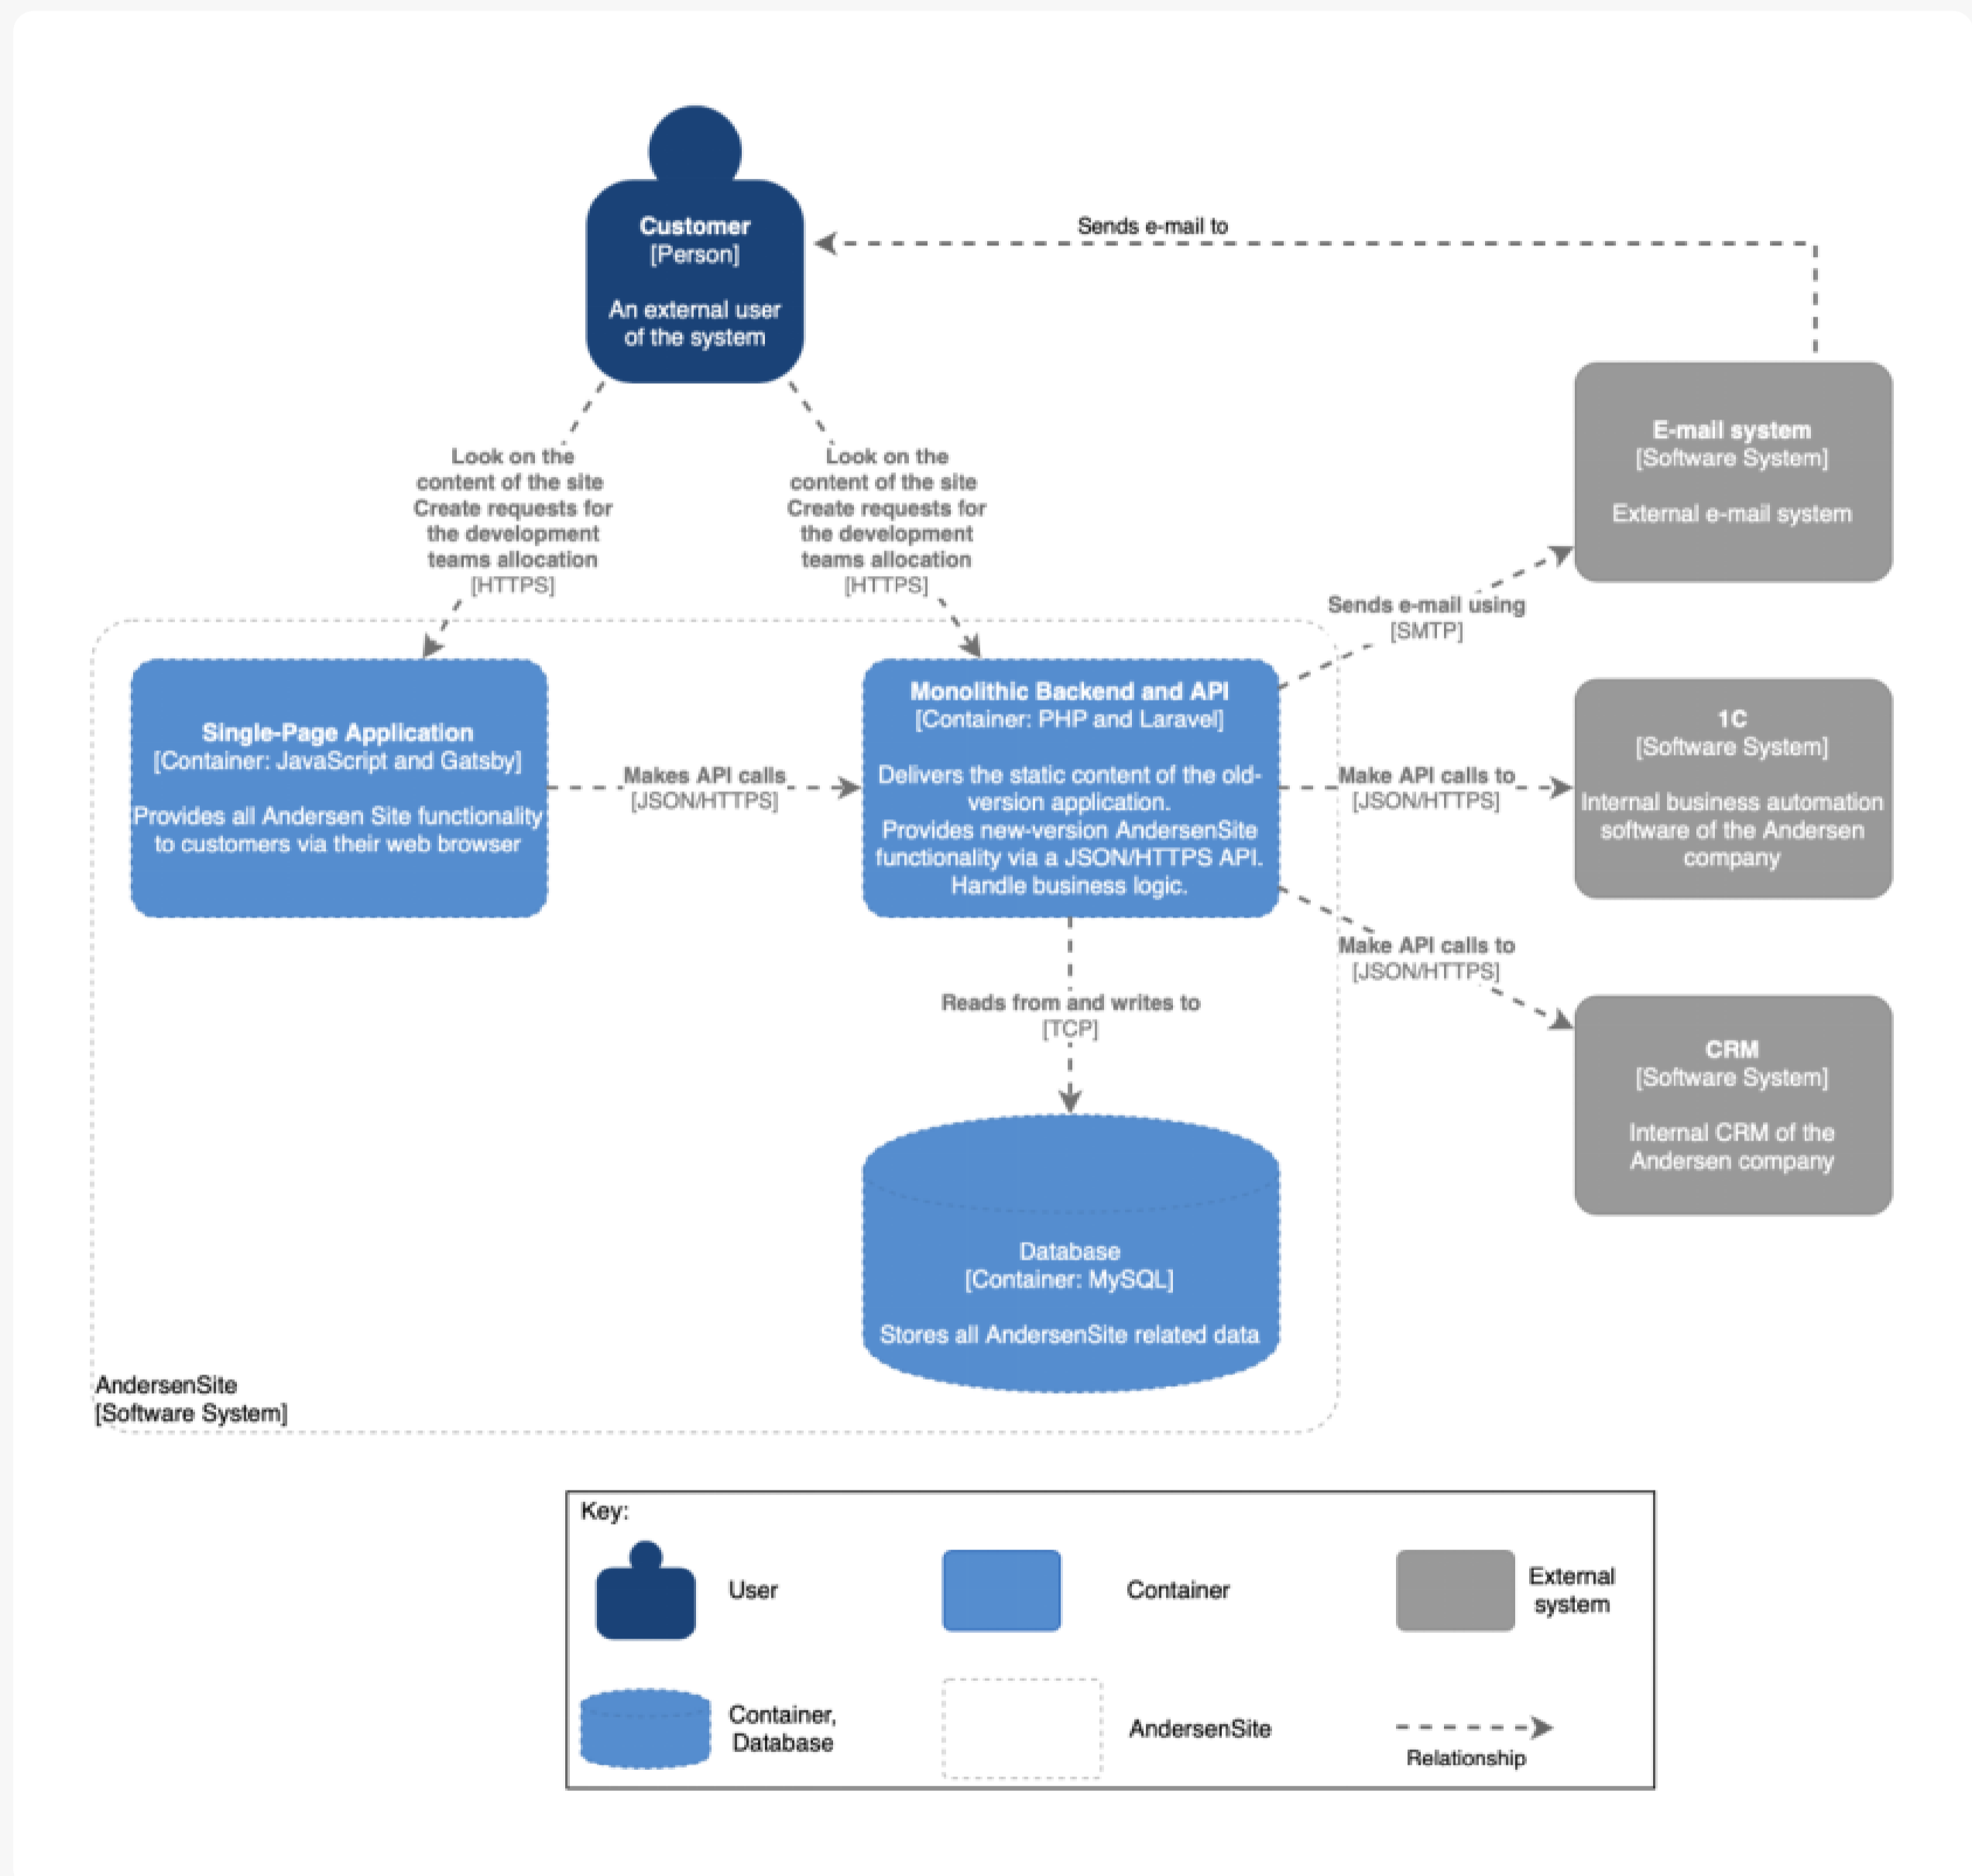 Customer
[Person]
An external user
of the system
Sends e-mail to
E-mail system
[Software System]
External e-mail system
Look on the
content of the site
Create requests for
the development
teams allocation
[HTTPS]
Look on the
content of the site
Create requests for
the development
teams allocation
[HTTPS]
Sends e-mail using
[SMTP]
Single-Page Application
[Container: JavaScript and Gatsby]
Provides all Andersen Site functionality
to customers via their web browser
Makes API calls
[JSON/HTTPS]
Monolithic Backend and API
[Container: PHP and Laravel]
Delivers the static content of the old-
version application.
Provides new-version AndersenSite
functionality via a JSON/HTTPS API.
Handle business logic.
Make API calls to
[JSON/HTTPS]
1C
[Software System]
Internal business automation
software of the Andersen
company
Make API calls to
[JSON/HTTPS]
CRM
[Software System]
Internal CRM of the
Andersen company
Reads from and writes to
[TCP]
Database
[Container: MySQL]
Stores all AndersenSite related data
AndersenSite
[Software System]
Key:
User
Container
External
system
Container,
Database
AndersenSite
Relationship